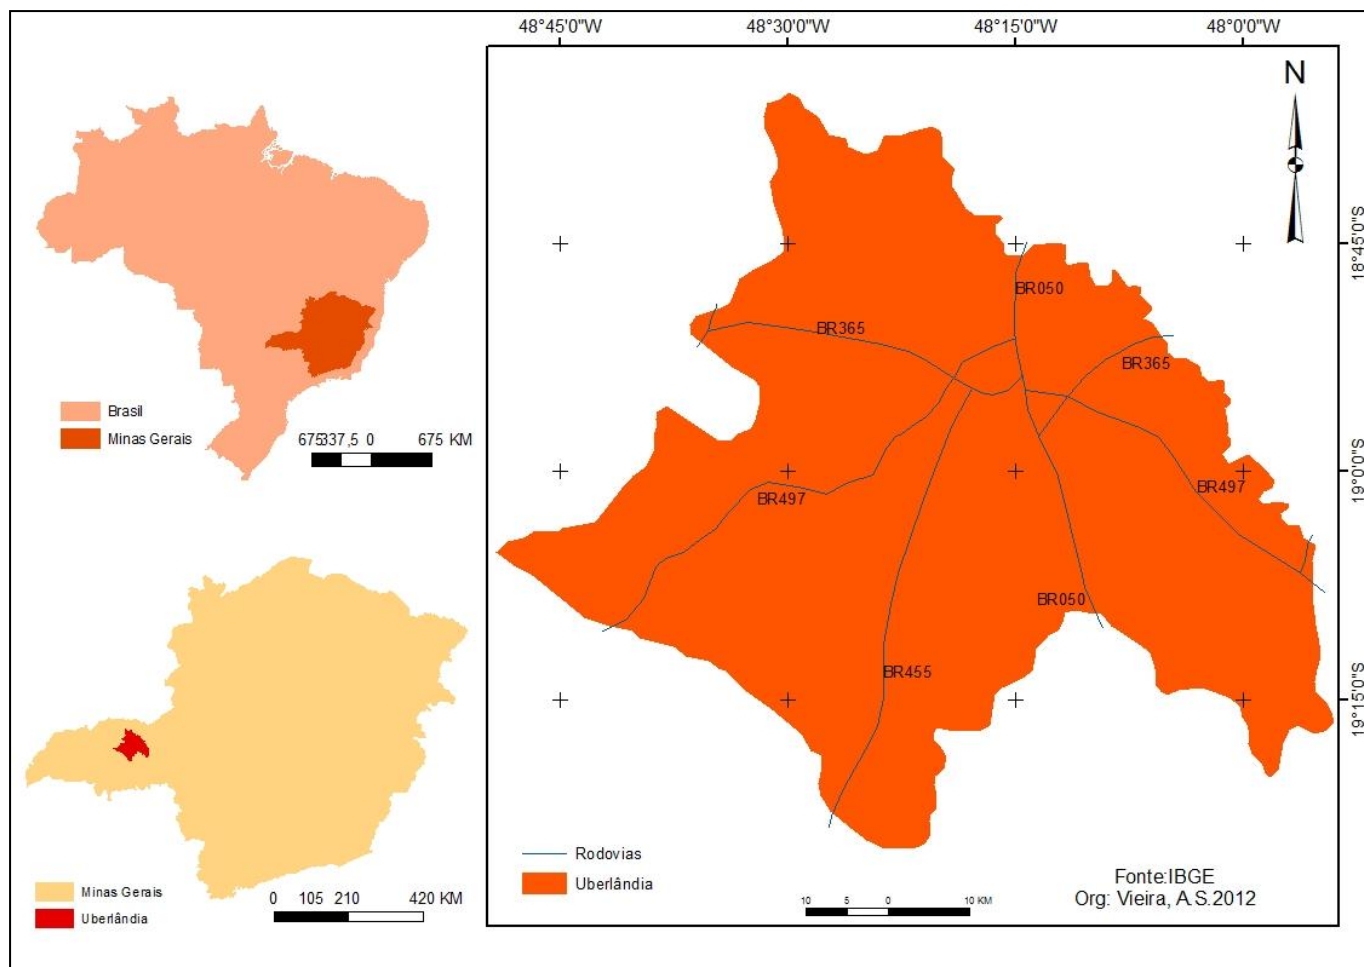 Brasil
Minas Gerais
675 337,5 0 675 KM
Minas Gerais
Uberlândia
0 105 210 420 KM
48°45'0"W 48°30'0"W 48°15'0"W 48°0'0"W
N
18°45'0"S
19°0'0"S
19°15'0"S
BR050
BR365
BR365
BR497
BR497
BR050
BR455
Rodovias
Uberlândia
10 5 0 10 KM
Fonte:IBGE
Org: Vieira, A.S.2012